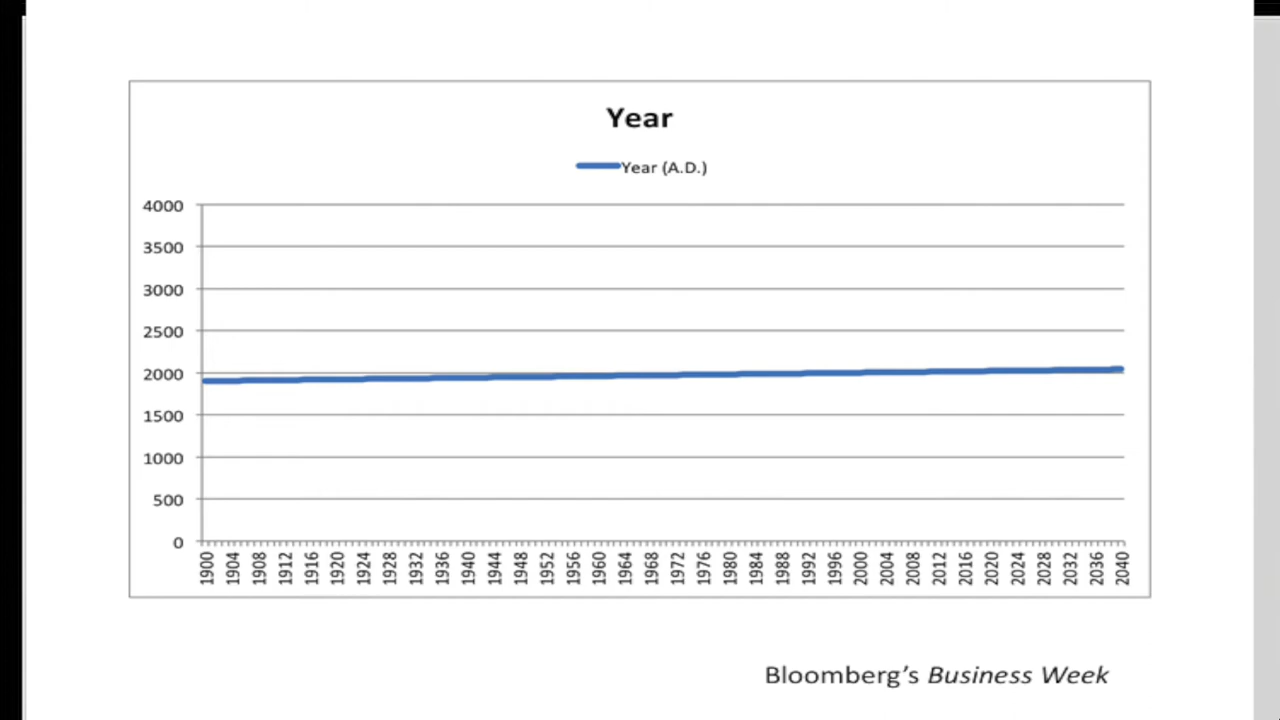 Year
Year (A.D.)
4000
3500
3000
2500
2000
1500
1000
500
0
1900 1904 1908 1912 1916 1920 1924 1928 1932 1936 1940 1944 1948 1952 1956 1960 1964 1968 1972 1976 1980 1984 1988 1992 1996 2000 2004 2008 2012 2016 2020 2024 2028 2032 2036 2040
Bloomberg’s Business Week